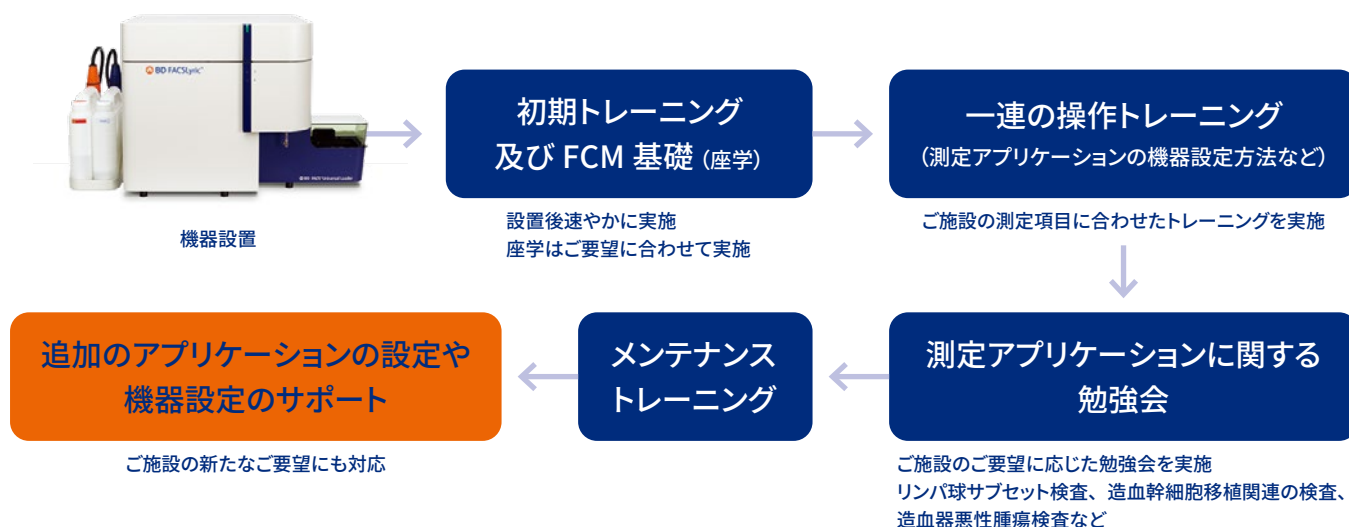 BD FACSLyric™
機器設置
初期トレーニング
及び FCM 基礎 (座学)
設置後速やかに実施
座学はご要望に合わせて実施
一連の操作トレーニング
(測定アプリケーションの機器設定方法など)
ご施設の測定項目に合わせたトレーニングを実施
測定アプリケーションに関する
勉強会
ご施設のご要望に応じた勉強会を実施
リンパ球サブセット検査、造血幹細胞移植関連の検査、
造血器悪性腫瘍検査など
メンテナンス
トレーニング
追加のアプリケーションの設定や
機器設定のサポート
ご施設の新たなご要望にも対応